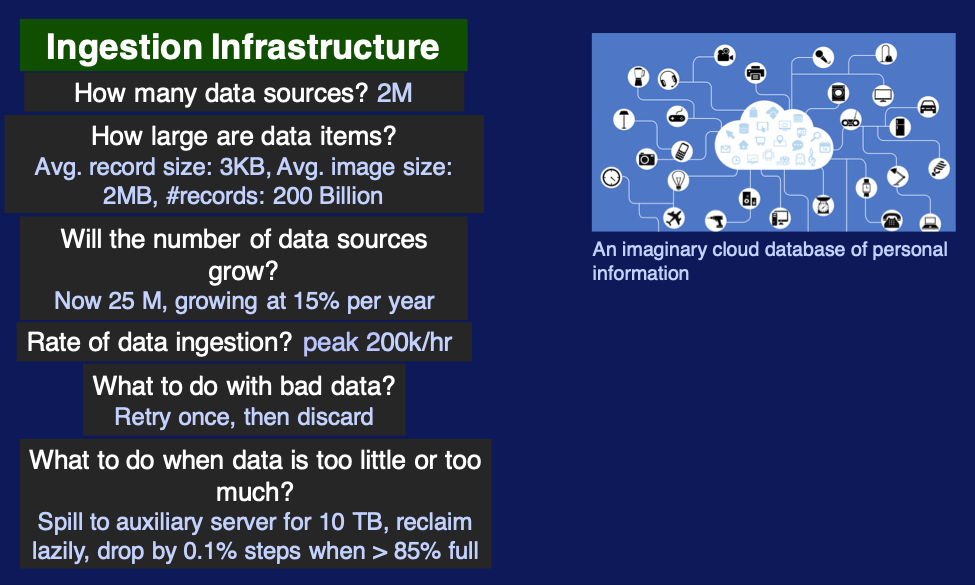 Ingestion Infrastructure
How many data sources? 2M
How large are data items?
Avg. record size: 3KB, Avg. image size:
2MB, #records: 200 Billion
Will the number of data sources
grow?
Now 25 M, growing at 15% per year
Rate of data ingestion? peak 200k/hr
What to do with bad data?
Retry once, then discard
What to do when data is too little or too
much?
Spill to auxiliary server for 10 TB, reclaim
lazily, drop by 0.1% steps when > 85% full
An imaginary cloud database of personal
information